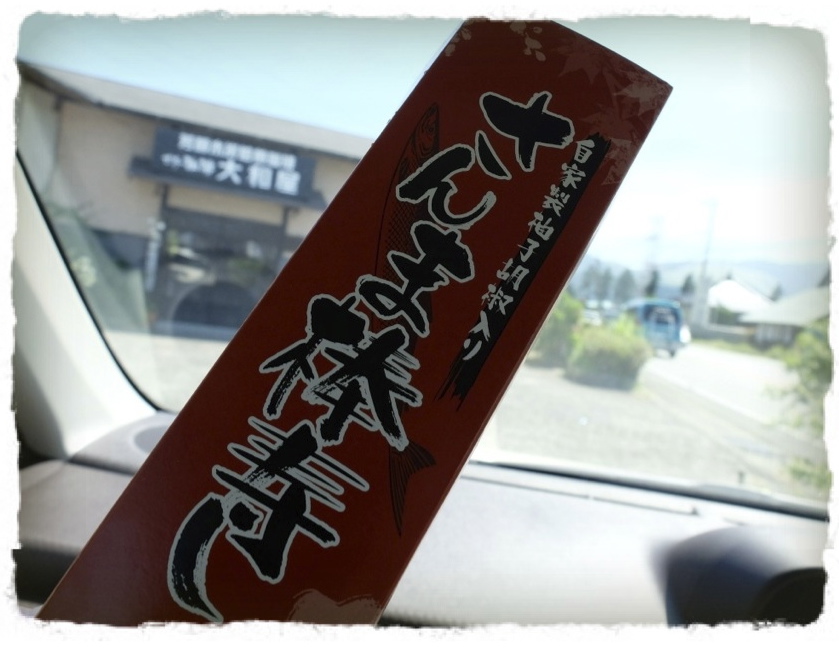 さんま棒寿し
自家製柚子胡椒入り
大和屋